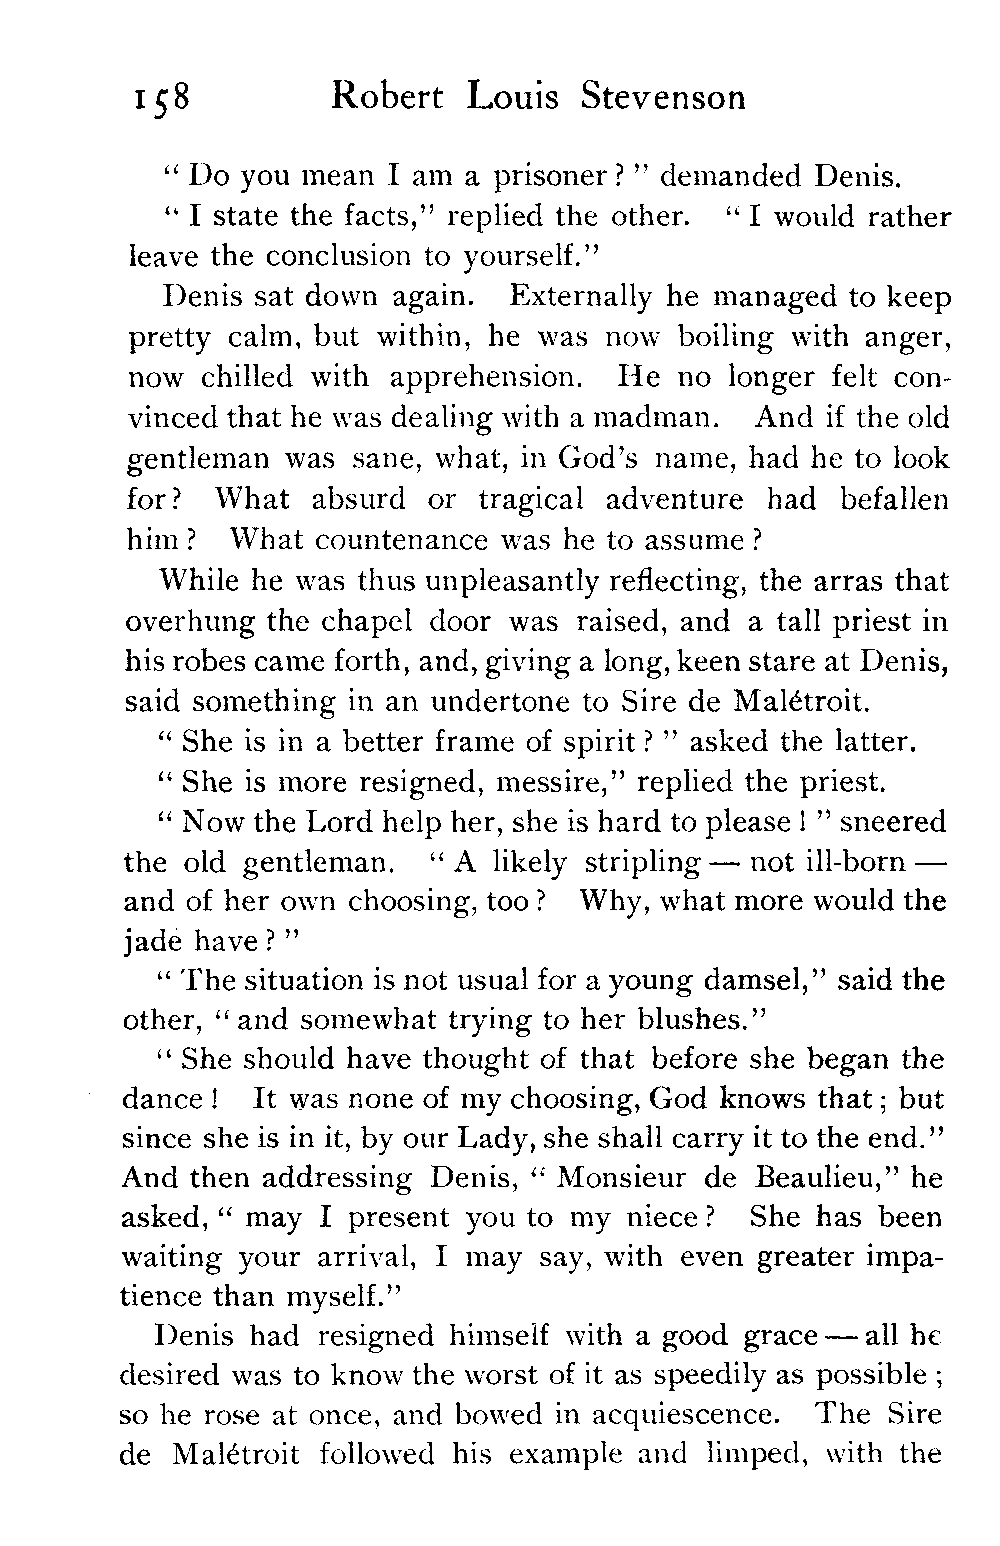 158 Robert Louis Stevenson
“ Do you mean I am a prisoner ? ” demanded Denis.
“ I state the facts,” replied the other. “ I would rather
leave the conclusion to yourself.”
Denis sat down again. Externally he managed to keep
pretty calm, but within, he was now boiling with anger,
now chilled with apprehension. He no longer felt con-
vinced that he was dealing with a madman. And if the old
gentleman was sane, what, in God’s name, had he to look
for ? What absurd or tragical adventure had befallen
him ? What countenance was he to assume ?
While he was thus unpleasantly reflecting, the arras that
overhung the chapel door was raised, and a tall priest in
his robes came forth, and, giving a long, keen stare at Denis,
said something in an undertone to Sire de Malétroit.
“ She is in a better frame of spirit ? ” asked the latter.
“ She is more resigned, messire,” replied the priest.
“ Now the Lord help her, she is hard to please ! ” sneered
the old gentleman. “ A likely stripling — not ill-born —
and of her own choosing, too ? Why, what more would the
jade have ? ”
“ The situation is not usual for a young damsel,” said the
other, “ and somewhat trying to her blushes.”
“ She should have thought of that before she began the
dance ! It was none of my choosing, God knows that ; but
since she is in it, by our Lady, she shall carry it to the end.”
And then addressing Denis, “ Monsieur de Beaulieu,” he
asked, “ may I present you to my niece ? She has been
waiting your arrival, I may say, with even greater impa-
tience than myself.”
Denis had resigned himself with a good grace — all he
desired was to know the worst of it as speedily as possible ;
so he rose at once, and bowed in acquiescence. The Sire
de Malétroit followed his example and limped, with the